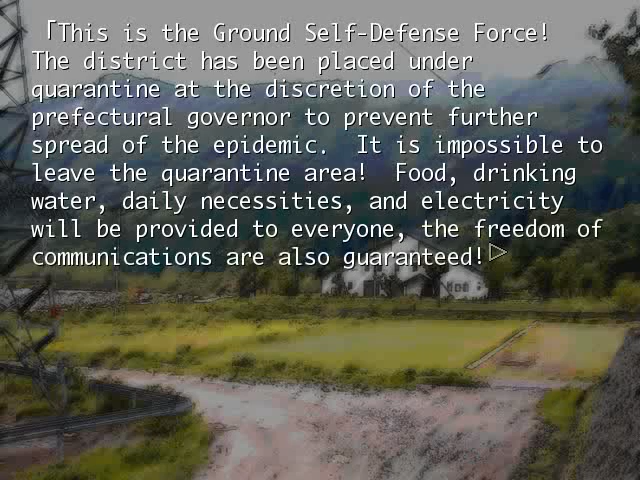 「This is the Ground Self-Defense Force!
The district has been placed under
quarantine at the discretion of the
prefectural governor to prevent further
spread of the epidemic.  It is impossible to
leave the quarantine area!  Food, drinking
water, daily necessities, and electricity
will be provided to everyone, the freedom of
communications are also guaranteed!